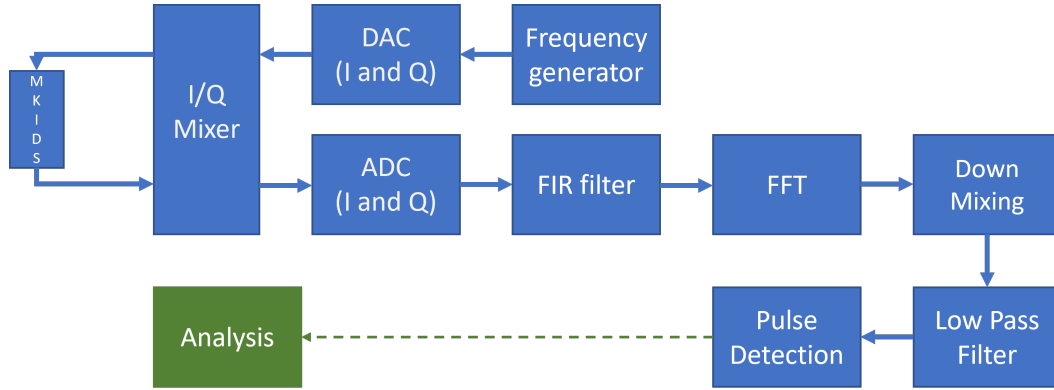 DAC
(I and Q)
Frequency
generator
M
K
I
D
S
I/Q
Mixer
ADC
(I and Q)
FIR filter
FFT
Down
Mixing
Analysis
Pulse
Detection
Low Pass
Filter